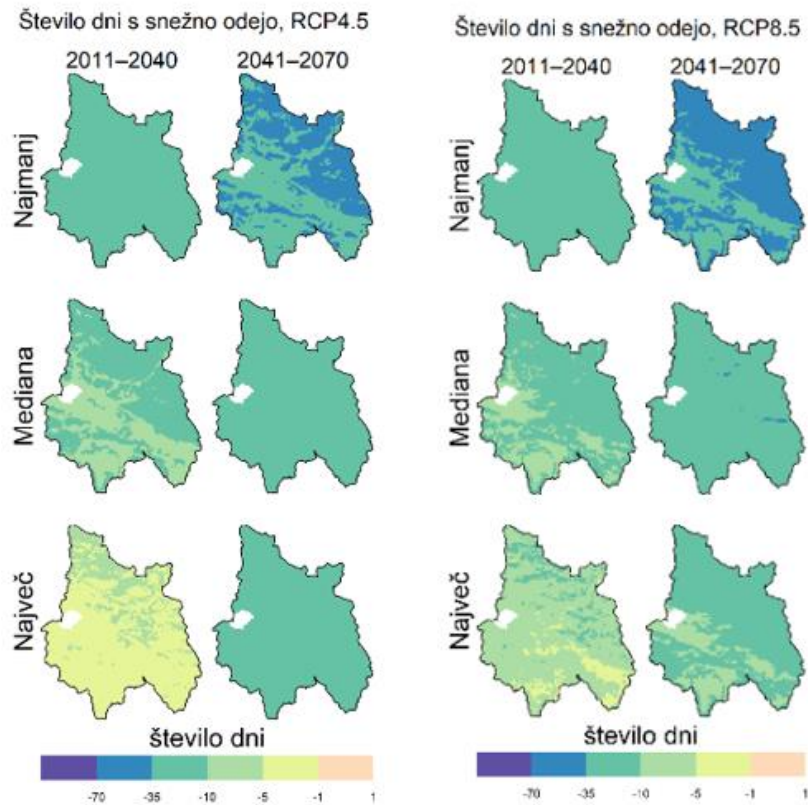 Število dni s snežno odejo, RCP4.5
2011–2040 2041–2070
Najmanj
Mediana
Največ
število dni
-70 -35 -10 -5 -1 1
Število dni s snežno odejo, RCP8.5
2011–2040 2041–2070
Najmanj
Mediana
Največ
število dni
-70 -35 -10 -5 -1 1